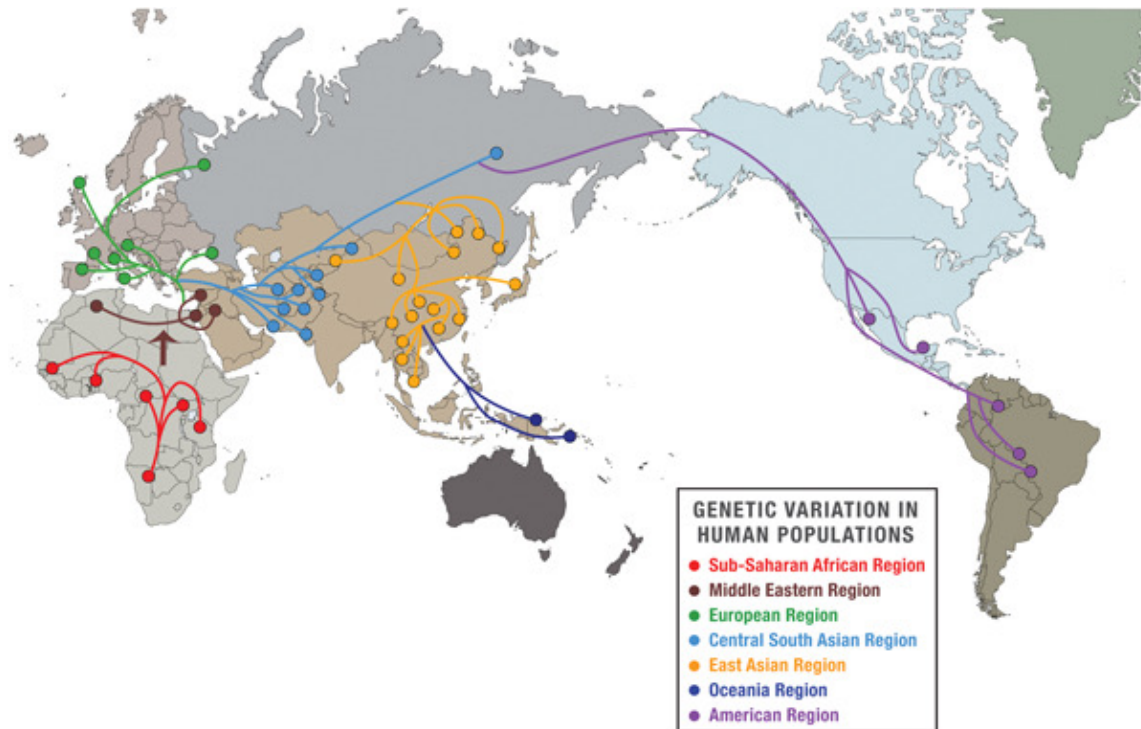 GENETIC VARIATION IN
HUMAN POPULATIONS
Sub-Saharan African Region
Middle Eastern Region
European Region
Central South Asian Region
East Asian Region
Oceania Region
American Region